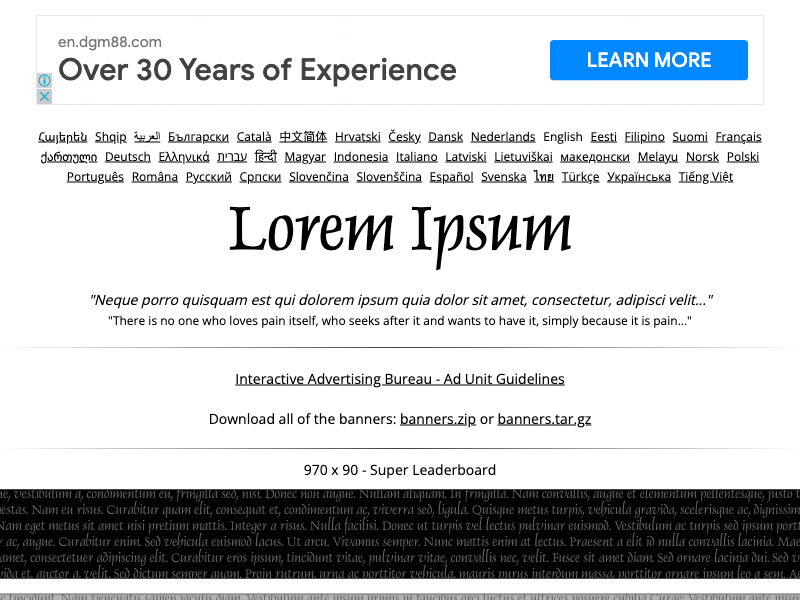 en.dgm88.com
Over 30 Years of Experience
LEARN MORE
Հայերեն Shqip العربية Български Català 中文简体 Hrvatski Česky Dansk Nederlands English Eesti Filipino Suomi Français
ქართული Deutsch Ελληνικά עברית हिन्दी Magyar Indonesia Italiano Latviski Lietuviškai македонски Melayu Norsk Polski
Português Româna Pyccкий Српски Slovenčina Slovenščina Español Svenska ไทย Türkçe Українська Tiếng Việt
Lorem Ipsum
"Neque porro quisquam est qui dolorem ipsum quia dolor sit amet, consectetur, adipisci velit..."
"There is no one who loves pain itself, who seeks after it and wants to have it, simply because it is pain..."
Interactive Advertising Bureau - Ad Unit Guidelines
Download all of the banners: banners.zip or banners.tar.gz
970 x 90 - Super Leaderboard
vestibulum a, condimentum eu, fringilla sed, nisi. Donec non augue. Nullam aliquam. In fringilla. Nam convallis, augue et elementum pellentesque, justo
egestas. Nam eu risus. Curabitur quam elit, consequat et, condimentum ac, viverra sed, ligula. Quisque metus turpis, vehicula gravida, scelerisque ac, dignissim
Nam eget metus sit amet nisi pretium mattis. Integer a risus. Nulla facilisi. Donec ut turpis vel lectus pulvinar euismod. Vestibulum ac turpis sed ipsum
ac, augue. Curabitur enim. Sed vehicula euismod lacus. Ut arcu. Vivamus semper. Nunc mattis enim at lectus. Praesent a elit id nulla convallis lacinia.
amet, consectetuer adipiscing elit. Curabitur eros ipsum, tincidunt vitae, pulvinar vitae, convallis nec, velit. Fusce sit amet diam. Sed ornare lacinia dui. Sed
et, auctor a, velit. Sed dictum semper quam. Proin rutrum, urna ac porttitor vehicula, mauris purus interdum massa, porttitor ornare ipsum leo a sem.